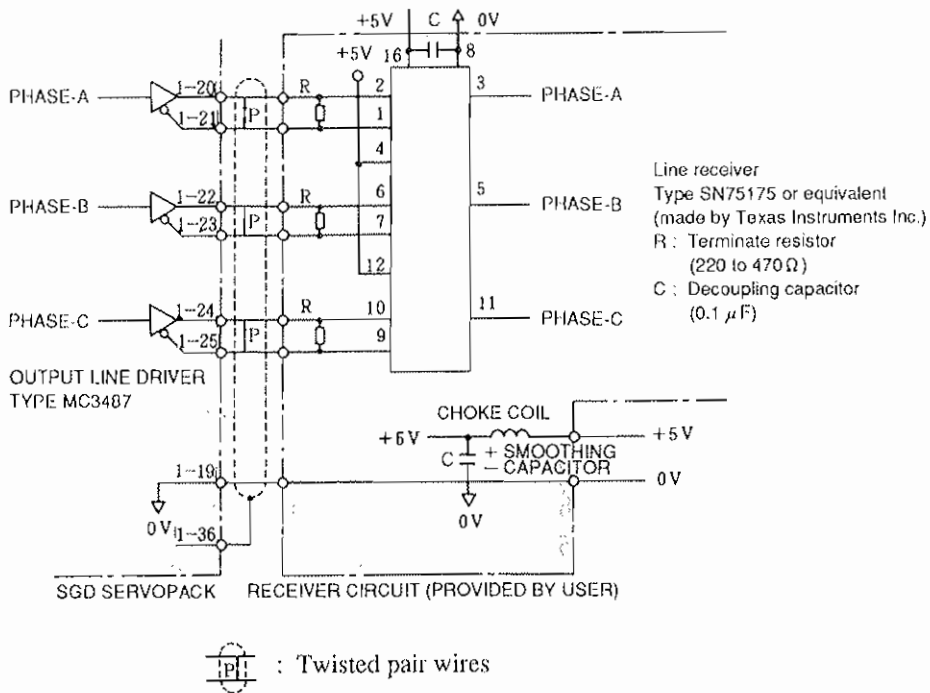 +5V C 0V
+5V 16 8
PHASE-A 1-20 R 2 3 PHASE-A
1-21 P 1
4
PHASE-B 1-22 R 6 5 PHASE-B
1-23 P 7
12
PHASE-C 1-24 R 10 11 PHASE-C
1-25 P 9
OUTPUT LINE DRIVER
TYPE MC3487
Line receiver
Type SN75175 or equivalent
(made by Texas Instruments Inc.)
R : Terminate resistor
(220 to 470Ω)
C : Decoupling capacitor
(0.1 μF)
CHOKE COIL
+5V +5V
C + SMOOTHING
− CAPACITOR
1-19 0V
0V 0V
1-36
SGD SERVOPACK RECEIVER CIRCUIT (PROVIDED BY USER)
P : Twisted pair wires